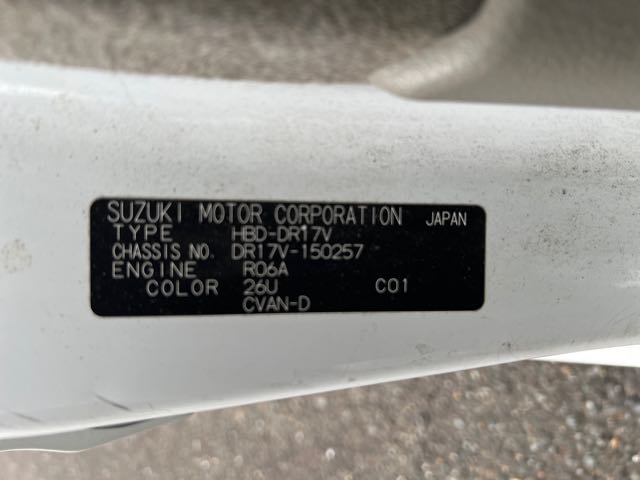 SUZUKI MOTOR CORPORATION JAPAN
TYPE HBD-DR17V
CHASSIS NO. DR17V-150257
ENGINE R06A
COLOR 26U C01
CVAN-D